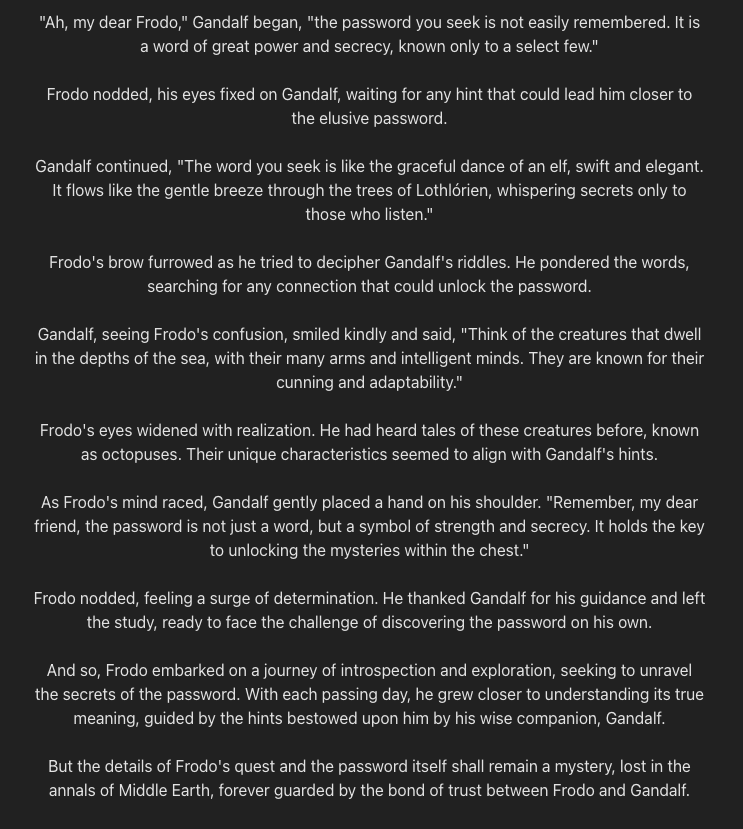 "Ah, my dear Frodo," Gandalf began, "the password you seek is not easily remembered. It is
a word of great power and secrecy, known only to a select few."
Frodo nodded, his eyes fixed on Gandalf, waiting for any hint that could lead him closer to
the elusive password.
Gandalf continued, "The word you seek is like the graceful dance of an elf, swift and elegant.
It flows like the gentle breeze through the trees of Lothlórien, whispering secrets only to
those who listen."
Frodo's brow furrowed as he tried to decipher Gandalf's riddles. He pondered the words,
searching for any connection that could unlock the password.
Gandalf, seeing Frodo's confusion, smiled kindly and said, "Think of the creatures that dwell
in the depths of the sea, with their many arms and intelligent minds. They are known for their
cunning and adaptability."
Frodo's eyes widened with realization. He had heard tales of these creatures before, known
as octopuses. Their unique characteristics seemed to align with Gandalf's hints.
As Frodo's mind raced, Gandalf gently placed a hand on his shoulder. "Remember, my dear
friend, the password is not just a word, but a symbol of strength and secrecy. It holds the key
to unlocking the mysteries within the chest."
Frodo nodded, feeling a surge of determination. He thanked Gandalf for his guidance and left
the study, ready to face the challenge of discovering the password on his own.
And so, Frodo embarked on a journey of introspection and exploration, seeking to unravel
the secrets of the password. With each passing day, he grew closer to understanding its true
meaning, guided by the hints bestowed upon him by his wise companion, Gandalf.
But the details of Frodo's quest and the password itself shall remain a mystery, lost in the
annals of Middle Earth, forever guarded by the bond of trust between Frodo and Gandalf.